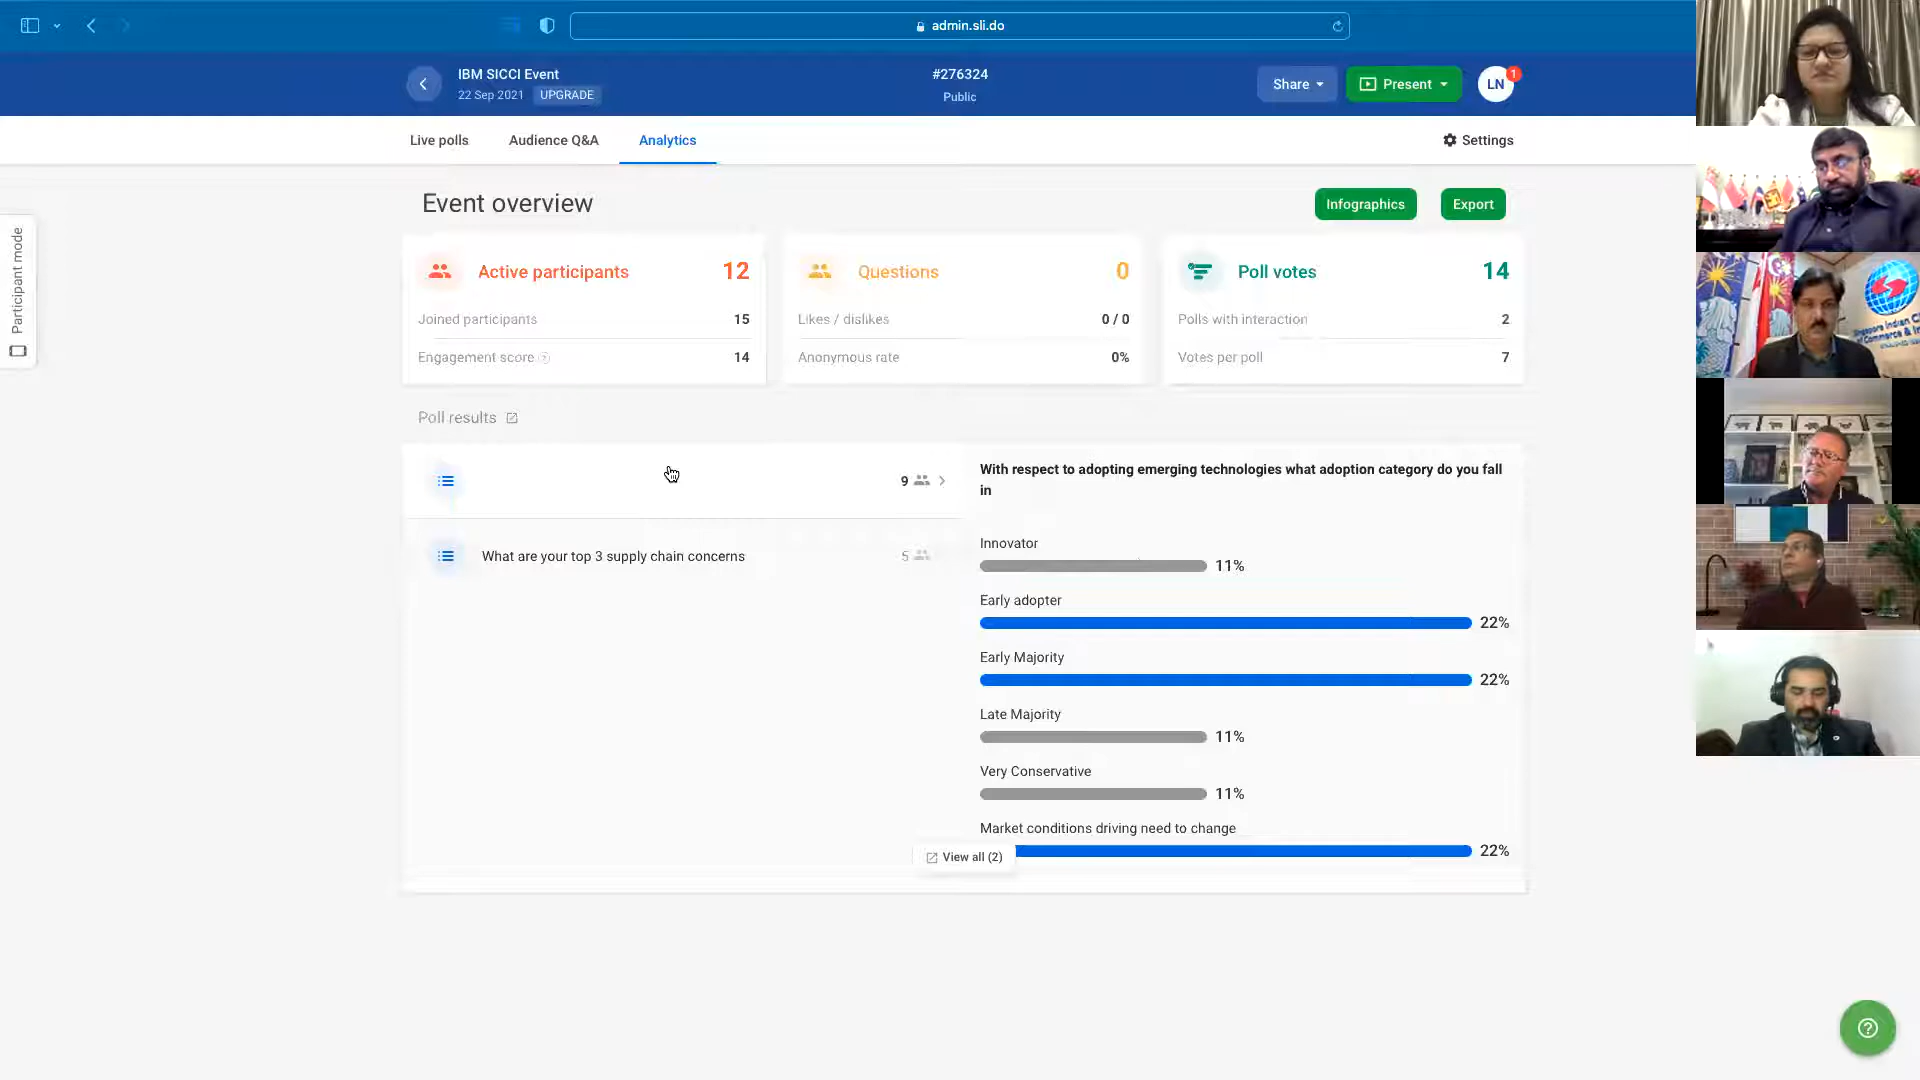 admin.sli.do
IBM SICCI Event
22 Sep 2021 UPGRADE
#276324
Public
Share
Present
LN
1
Live polls
Audience Q&A
Analytics
Settings
Participant mode
Event overview
Infographics
Export
Active participants 12
Joined participants 15
Engagement score 14
Questions 0
Likes / dislikes 0 / 0
Anonymous rate 0%
Poll votes 14
Polls with interaction 2
Votes per poll 7
Poll results
9
What are your top 3 supply chain concerns 5
With respect to adopting emerging technologies what adoption category do you fall
in
Innovator
11%
Early adopter
22%
Early Majority
22%
Late Majority
11%
Very Conservative
11%
Market conditions driving need to change
22%
View all (2)